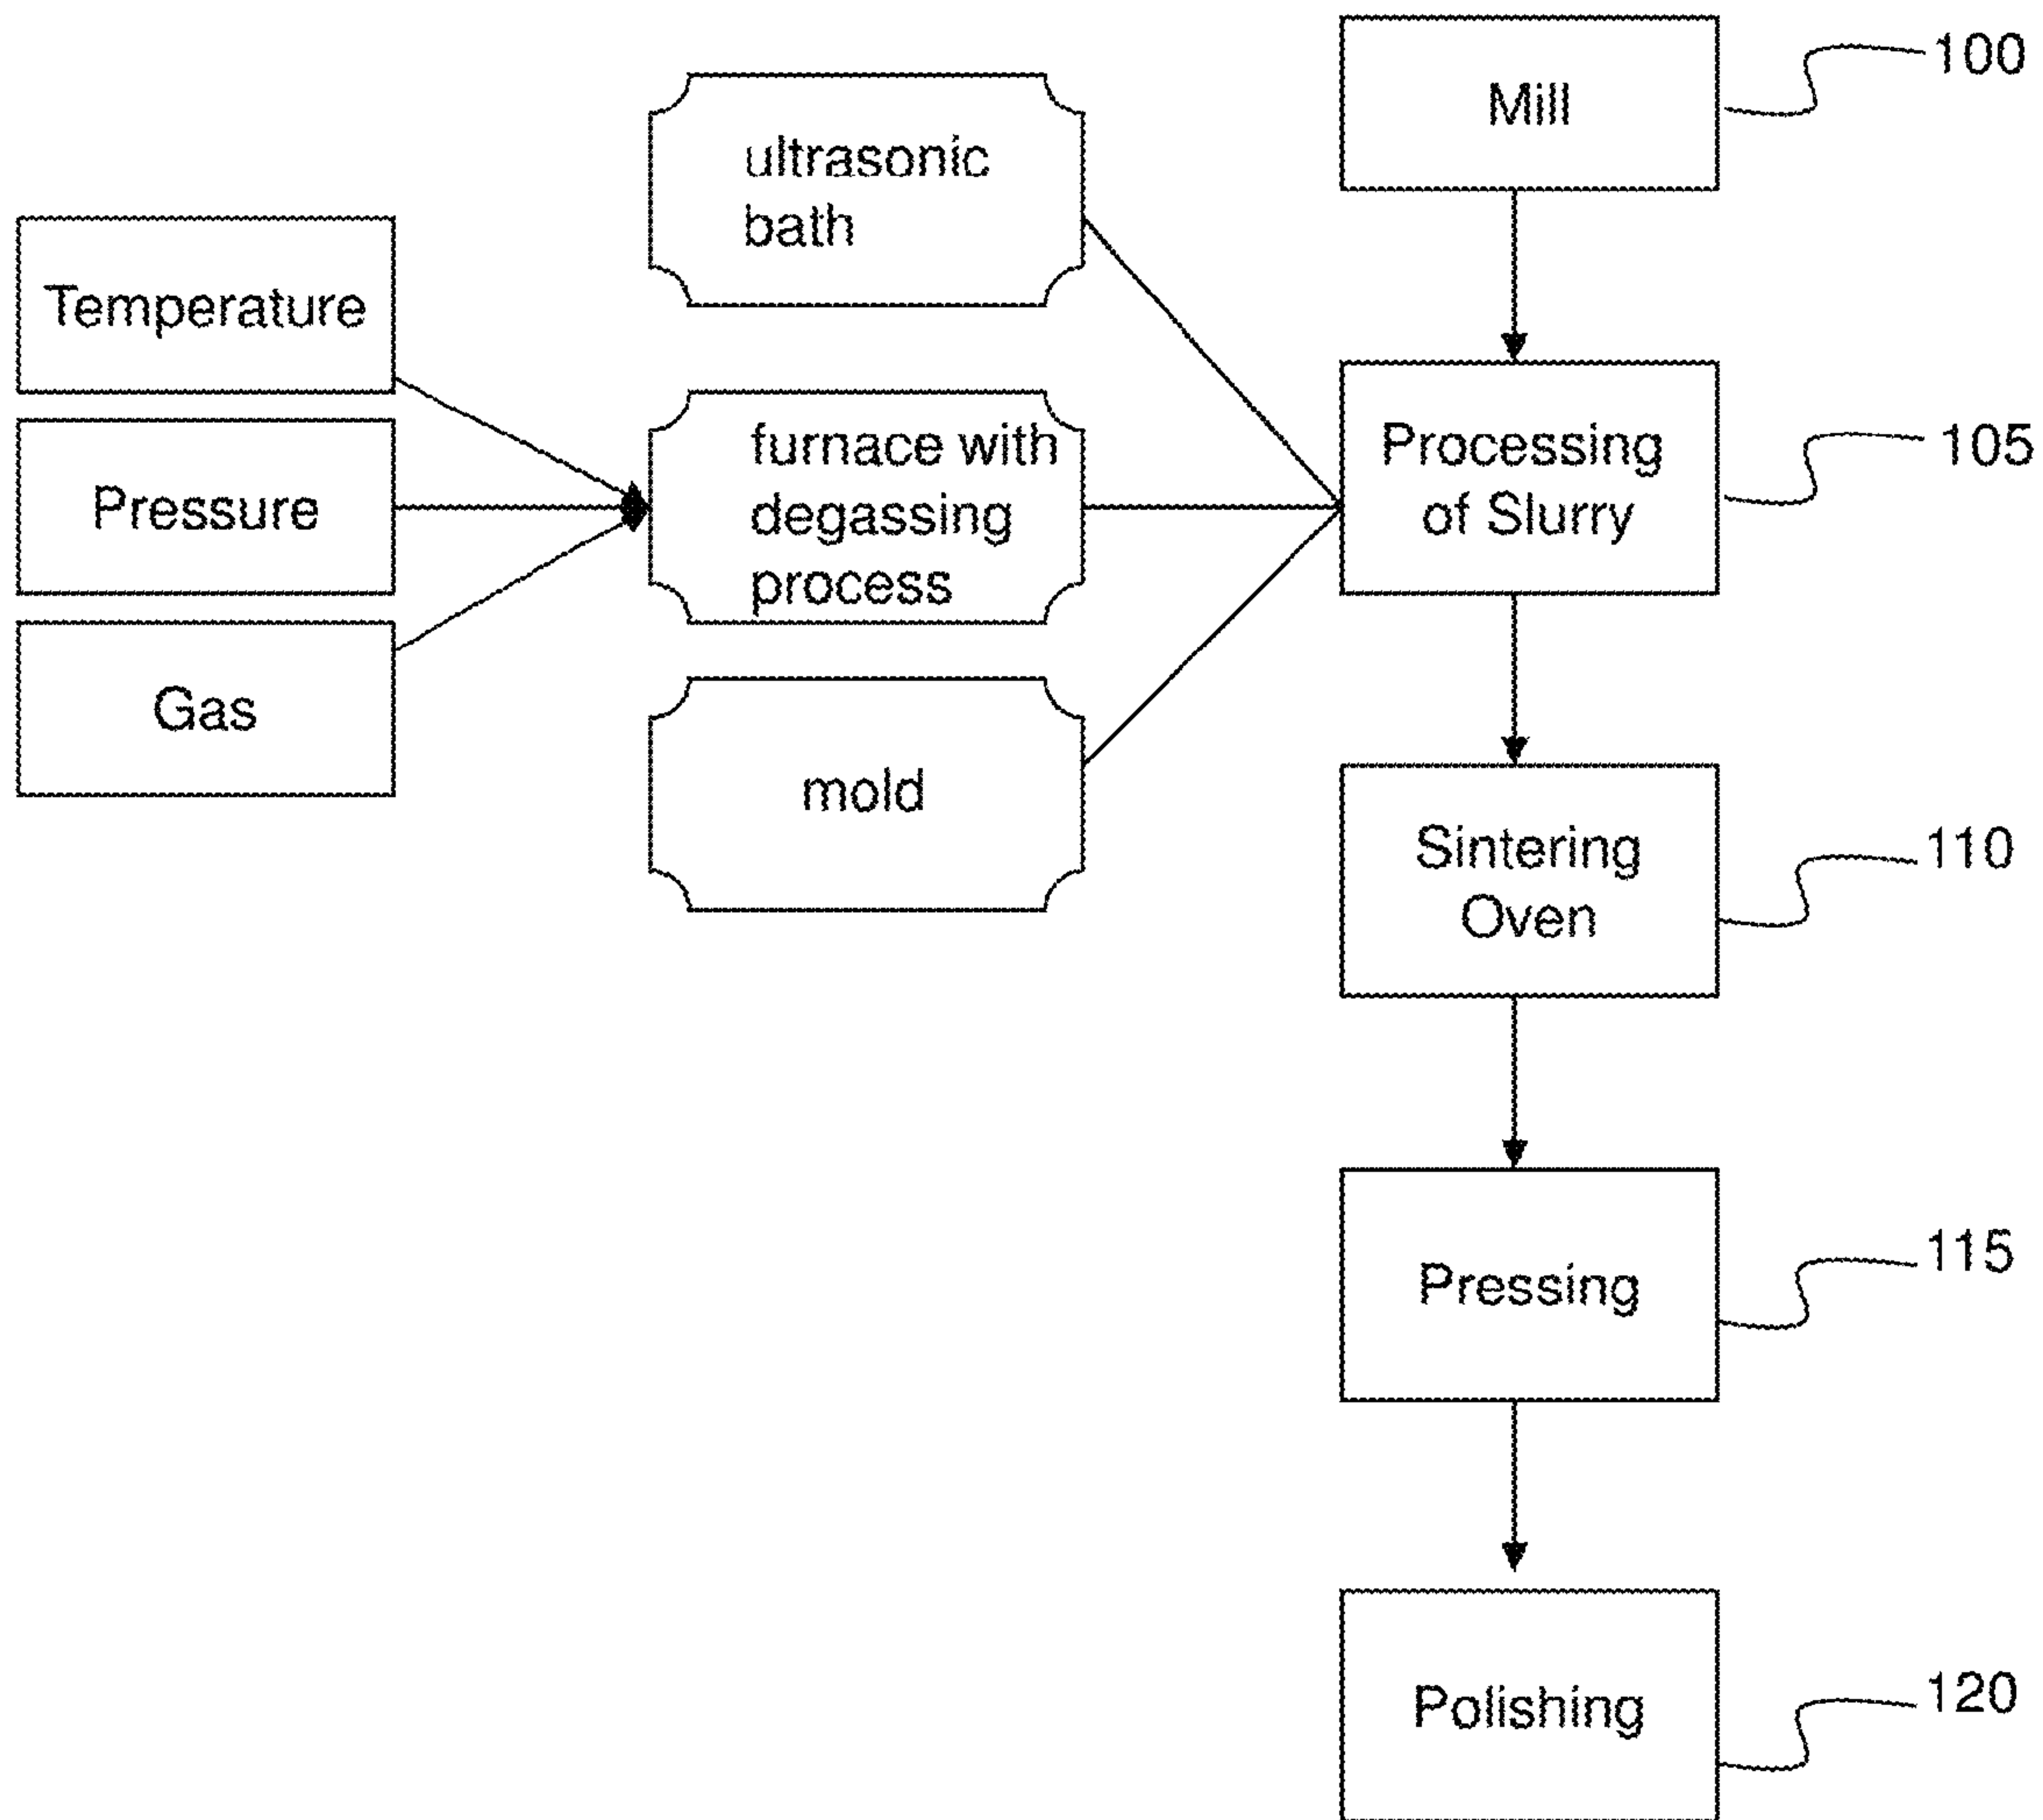 Mill
100
ultrasonic
bath
Temperature
Pressure
Gas
furnace with
degassing
process
mold
Processing
of Slurry
105
Sintering
Oven
110
Pressing
115
Polishing
120